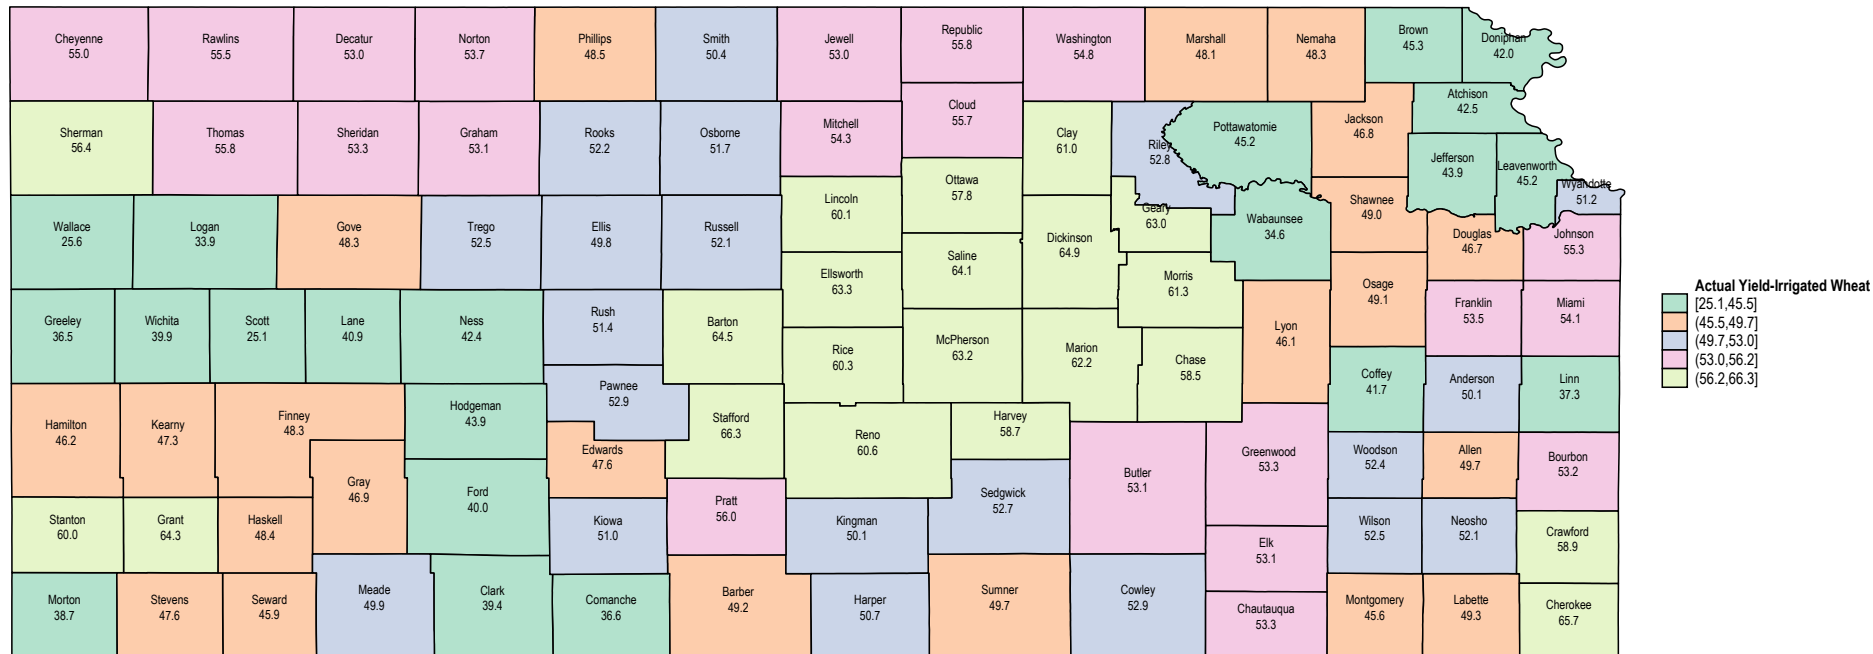 Cheyenne
55.0
Rawlins
55.5
Decatur
53.0
Norton
53.7
Phillips
48.5
Smith
50.4
Jewell
53.0
Republic
55.8
Washington
54.8
Marshall
48.1
Nemaha
48.3
Brown
45.3
Doniphan
42.0
Sherman
56.4
Thomas
55.8
Sheridan
53.3
Graham
53.1
Rooks
52.2
Osborne
51.7
Mitchell
54.3
Cloud
55.7
Clay
61.0
Riley
52.8
Pottawatomie
45.2
Jackson
46.8
Atchison
42.5
Jefferson
43.9
Leavenworth
45.2
Wyandotte
51.2
Wallace
25.6
Logan
33.9
Gove
48.3
Trego
52.5
Ellis
49.8
Russell
52.1
Lincoln
60.1
Ottawa
57.8
Saline
64.1
Dickinson
64.9
Geary
63.0
Wabaunsee
34.6
Shawnee
49.0
Douglas
46.7
Johnson
55.3
Ellsworth
63.3
Morris
61.3
Osage
49.1
Franklin
53.5
Miami
54.1
Greeley
36.5
Wichita
39.9
Scott
25.1
Lane
40.9
Ness
42.4
Rush
51.4
Barton
64.5
Rice
60.3
McPherson
63.2
Marion
62.2
Chase
58.5
Lyon
46.1
Coffey
41.7
Anderson
50.1
Linn
37.3
Hamilton
46.2
Kearny
47.3
Finney
48.3
Hodgeman
43.9
Pawnee
52.9
Stafford
66.3
Reno
60.6
Harvey
58.7
Gray
46.9
Ford
40.0
Edwards
47.6
Pratt
56.0
Sedgwick
52.7
Butler
53.1
Greenwood
53.3
Woodson
52.4
Allen
49.7
Bourbon
53.2
Stanton
60.0
Grant
64.3
Haskell
48.4
Kiowa
51.0
Kingman
50.1
Elk
53.1
Wilson
52.5
Neosho
52.1
Crawford
58.9
Morton
38.7
Stevens
47.6
Seward
45.9
Meade
49.9
Clark
39.4
Comanche
36.6
Barber
49.2
Harper
50.7
Sumner
49.7
Cowley
52.9
Chautauqua
53.3
Montgomery
45.6
Labette
49.3
Cherokee
65.7
Actual Yield-Irrigated Wheat
[25.1,45.5]
(45.5,49.7]
(49.7,53.0]
(53.0,56.2]
(56.2,66.3]